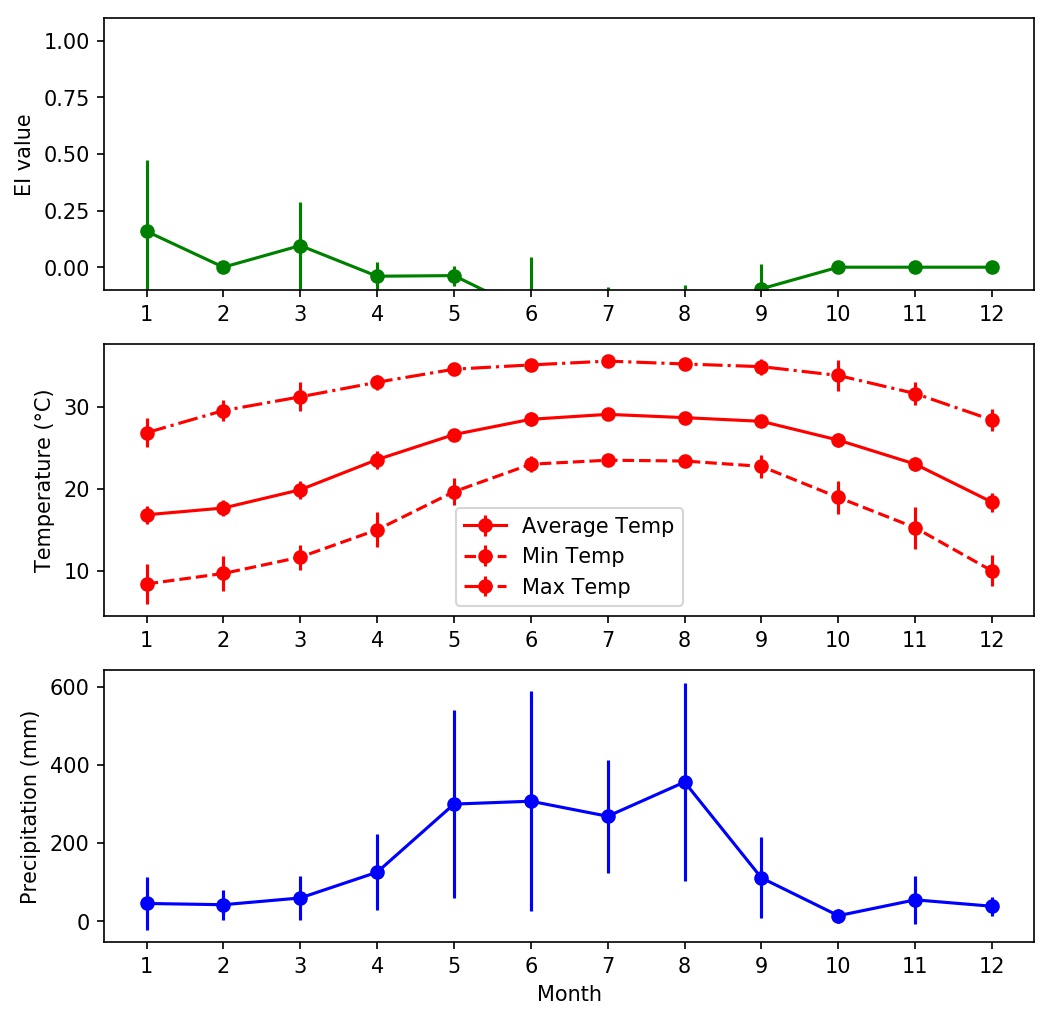 EI value
1.00
0.75
0.50
0.25
0.00
1 2 3 4 5 6 7 8 9 10 11 12
Temperature (°C)
30
20
10
Average Temp
Min Temp
Max Temp
1 2 3 4 5 6 7 8 9 10 11 12
Precipitation (mm)
600
400
200
0
1 2 3 4 5 6 7 8 9 10 11 12
Month